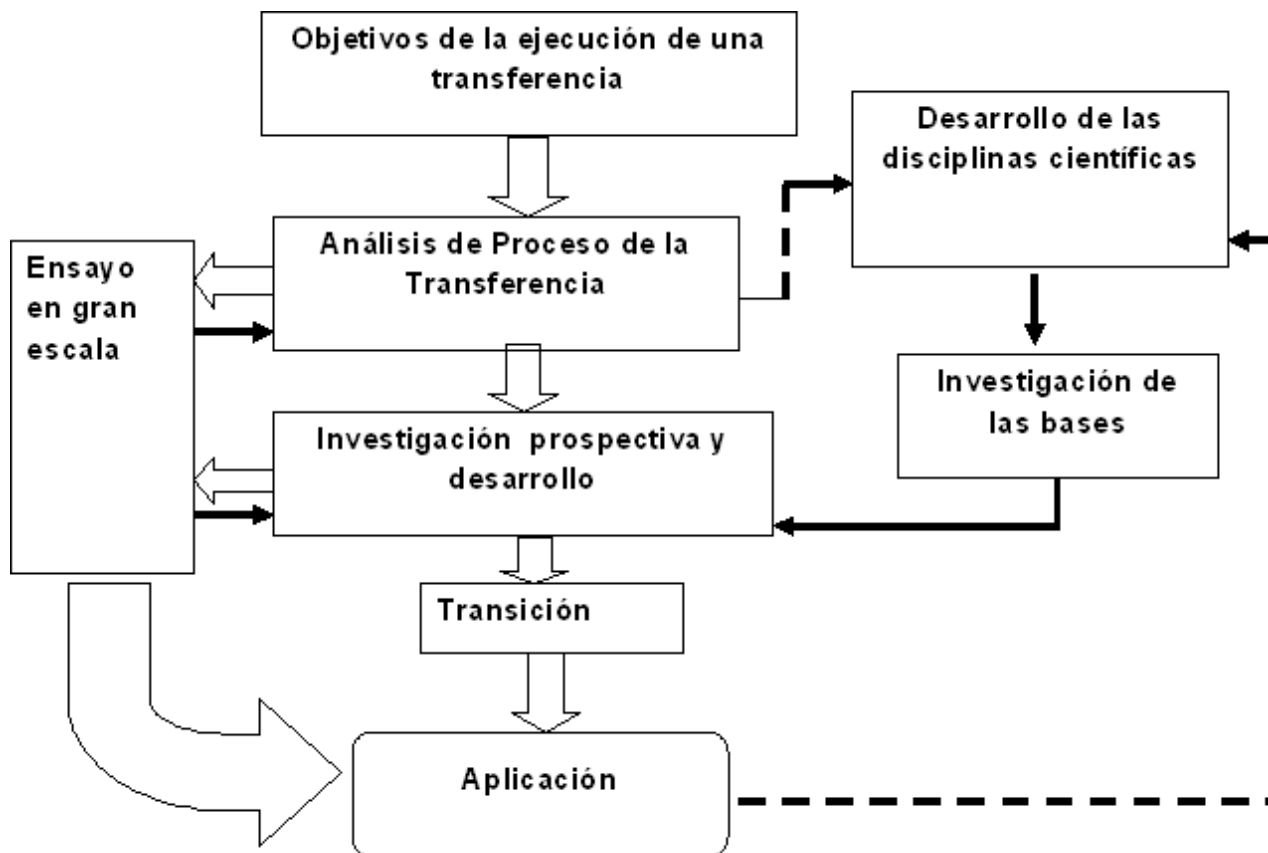 Objetivos de la ejecución de una
transferencia
Desarrollo de las
disciplinas científicas
Análisis de Proceso de la
Transferencia
Ensayo
en gran
escala
Investigación de
las bases
Investigación prospectiva y
desarrollo
Transición
Aplicación